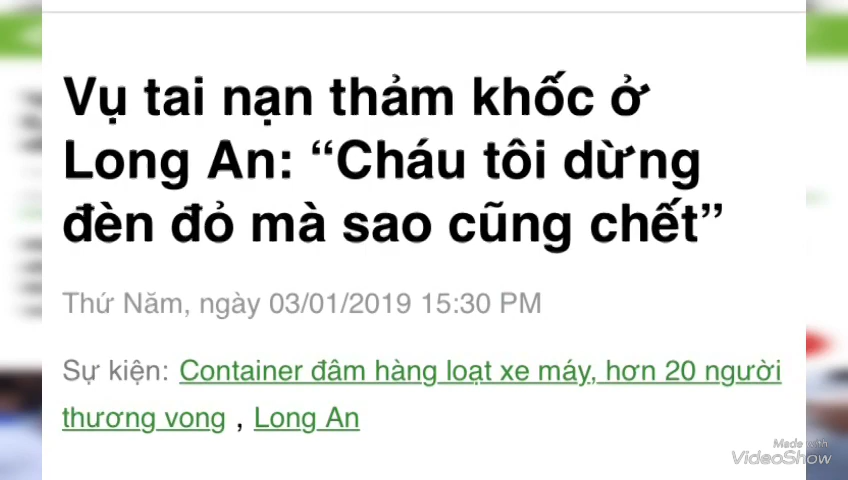 Vụ tai nạn thảm khốc ở
Long An: “Cháu tôi dừng
đèn đỏ mà sao cũng chết”
Thứ Năm, ngày 03/01/2019 15:30 PM
Sự kiện: Container đâm hàng loạt xe máy, hơn 20 người
thương vong , Long An
Made with
VideoShow